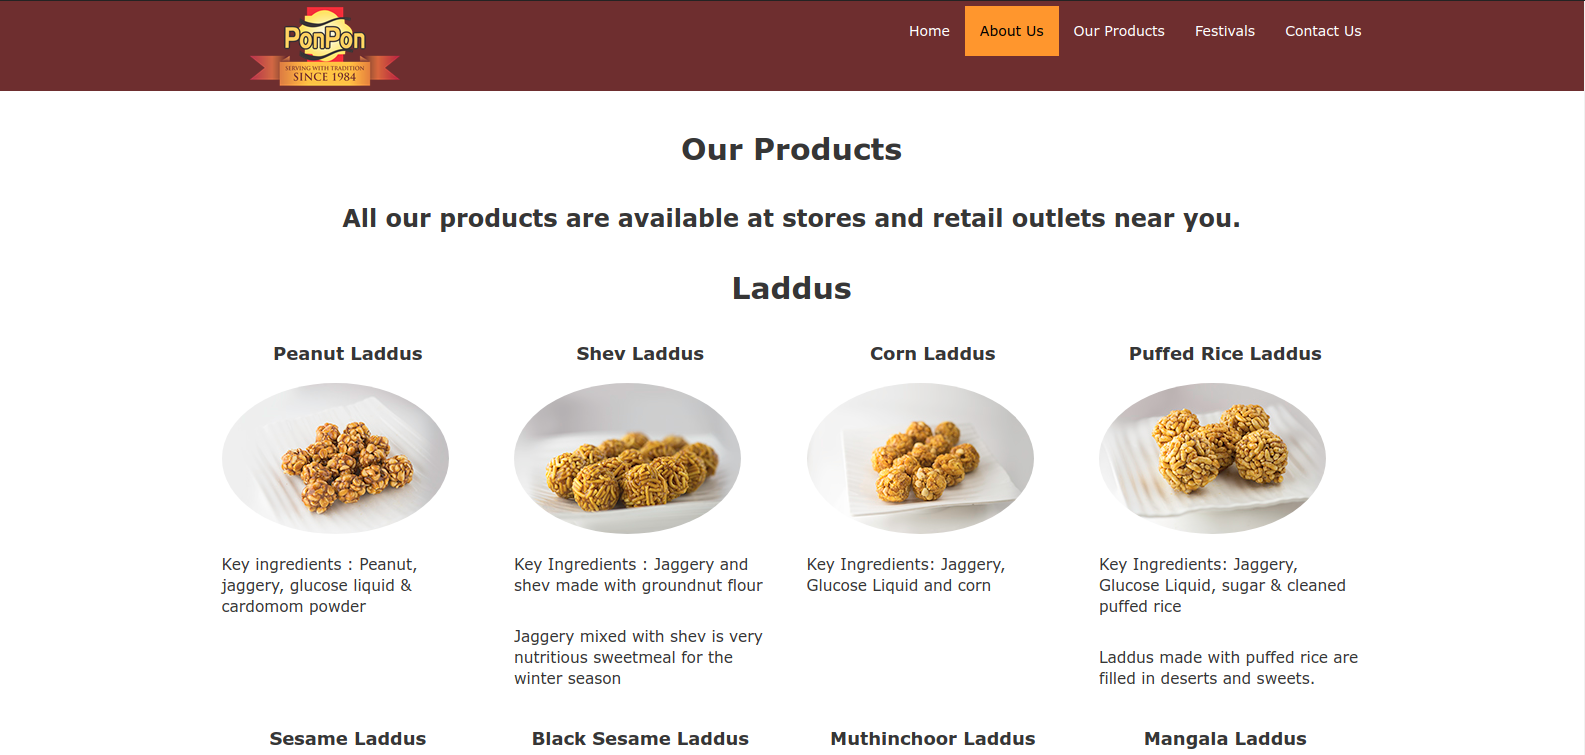 PonPon
SERVING WITH TRADITION
SINCE 1984
Home About Us Our Products Festivals Contact Us
Our Products
All our products are available at stores and retail outlets near you.
Laddus
Peanut Laddus
Key ingredients : Peanut,
jaggery, glucose liquid &
cardomom powder
Shev Laddus
Key Ingredients : Jaggery and
shev made with groundnut flour
Jaggery mixed with shev is very
nutritious sweetmeal for the
winter season
Corn Laddus
Key Ingredients: Jaggery,
Glucose Liquid and corn
Puffed Rice Laddus
Key Ingredients: Jaggery,
Glucose Liquid, sugar & cleaned
puffed rice
Laddus made with puffed rice are
filled in deserts and sweets.
Sesame Laddus
Black Sesame Laddus
Muthinchoor Laddus
Mangala Laddus